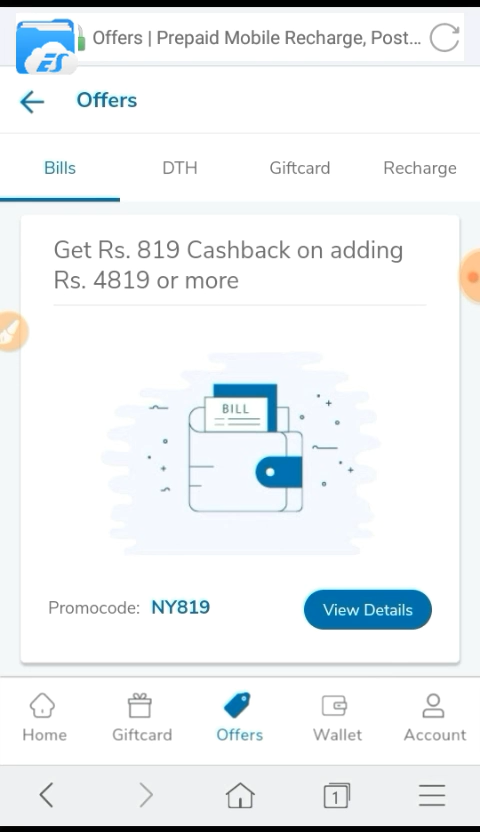 ES
Offers | Prepaid Mobile Recharge, Post...
Offers
Bills
DTH
Giftcard
Recharge
Get Rs. 819 Cashback on adding
Rs. 4819 or more
BILL
Promocode: NY819
View Details
Home
Giftcard
Offers
Wallet
Account
1